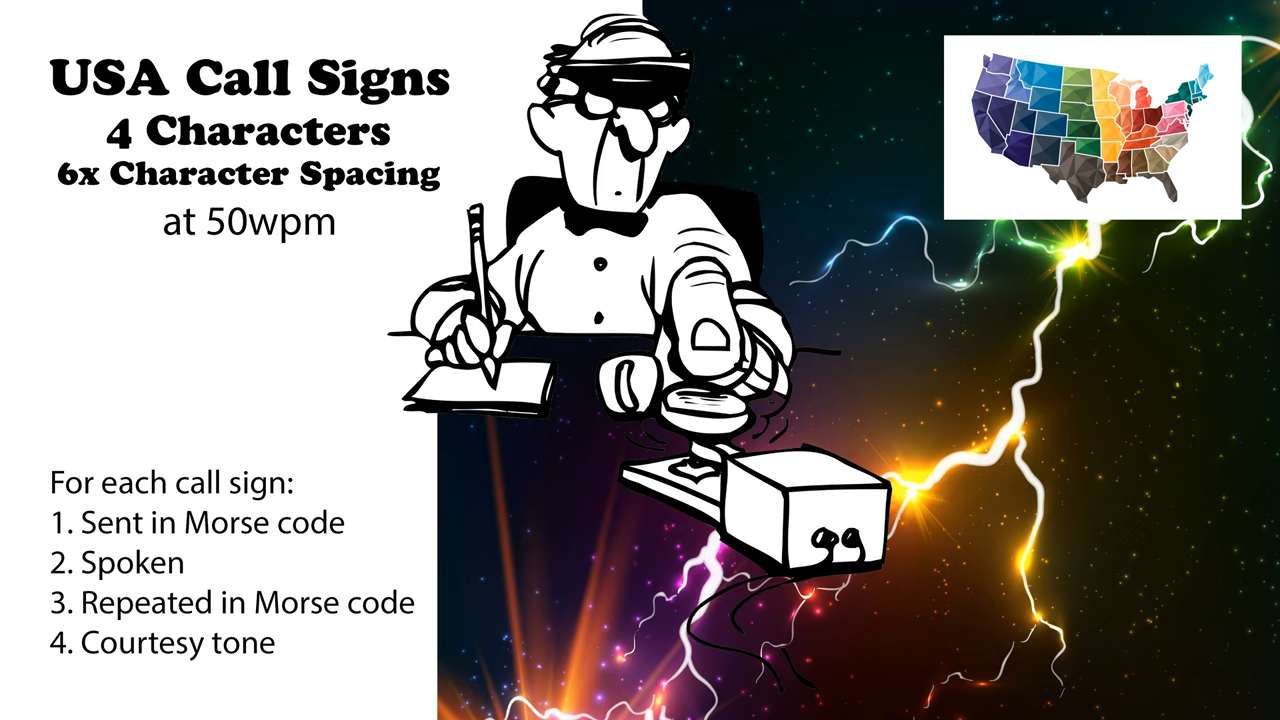 USA Call Signs
4 Characters
6x Character Spacing
at 50wpm
For each call sign:
1. Sent in Morse code
2. Spoken
3. Repeated in Morse code
4. Courtesy tone